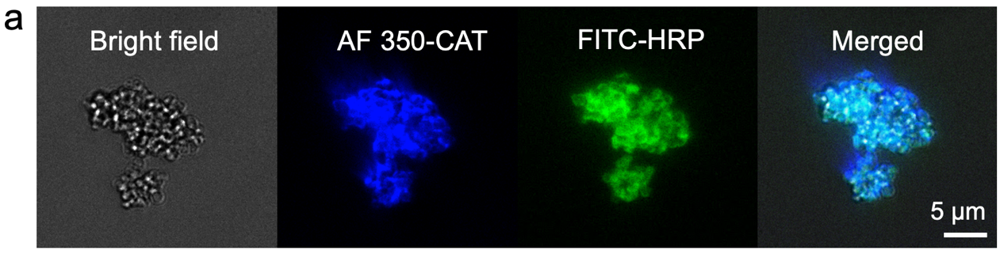 a
Bright field
AF 350-CAT
FITC-HRP
Merged
5 μm